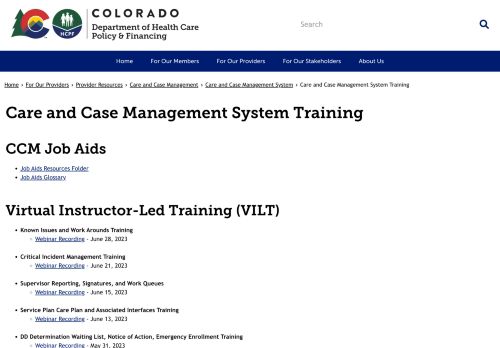 COLORADO
Department of Health Care
Policy & Financing
HCPF
Search
Home For Our Members For Our Providers For Our Stakeholders About Us
Home › For Our Providers › Provider Resources › Care and Case Management › Care and Case Management System › Care and Case Management System Training
Care and Case Management System Training
CCM Job Aids
• Job Aids Resources Folder
• Job Aids Glossary
Virtual Instructor-Led Training (VILT)
• Known Issues and Work Arounds Training
○ Webinar Recording - June 28, 2023
• Critical Incident Management Training
○ Webinar Recording - June 21, 2023
• Supervisor Reporting, Signatures, and Work Queues
○ Webinar Recording - June 15, 2023
• Service Plan Care Plan and Associated Interfaces Training
○ Webinar Recording - June 13, 2023
• DD Determination Waiting List, Notice of Action, Emergency Enrollment Training
○ Webinar Recording - May 31, 2023